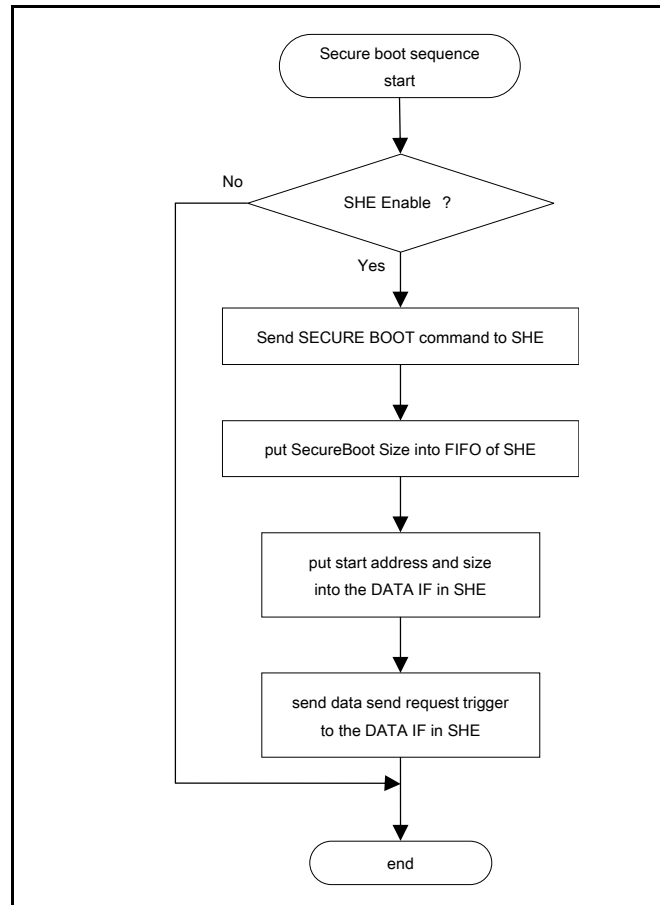 Secure boot sequence
start
No
SHE Enable ?
Yes
Send SECURE BOOT command to SHE
put SecureBoot Size into FIFO of SHE
put start address and size
into the DATA IF in SHE
send data send request trigger
to the DATA IF in SHE
end